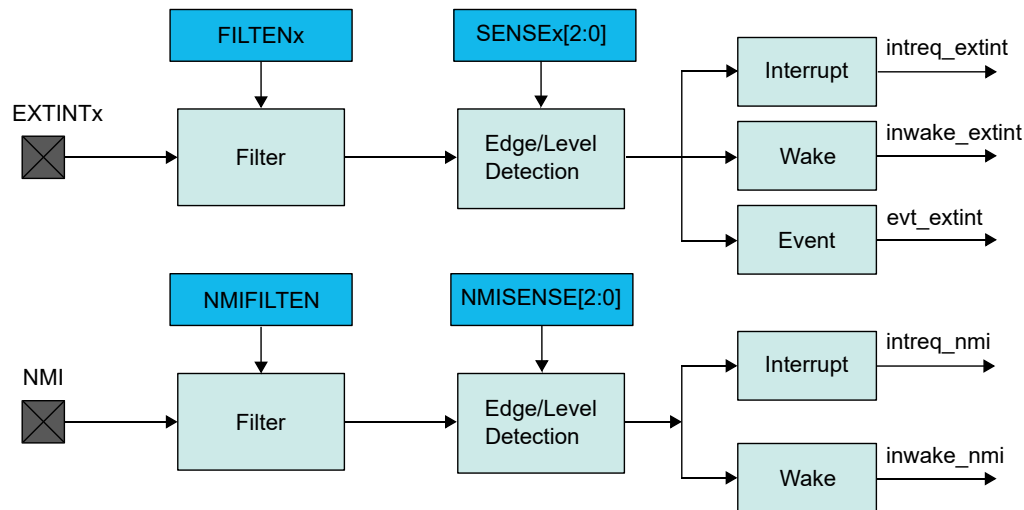 FILTENx
SENSEx[2:0]
intreq_extint
EXTINTx
Filter
Edge/Level
Detection
Interrupt
inwake_extint
Wake
evt_extint
Event
NMIFILTEN
NMISENSE[2:0]
intreq_nmi
NMI
Filter
Edge/Level
Detection
Interrupt
inwake_nmi
Wake